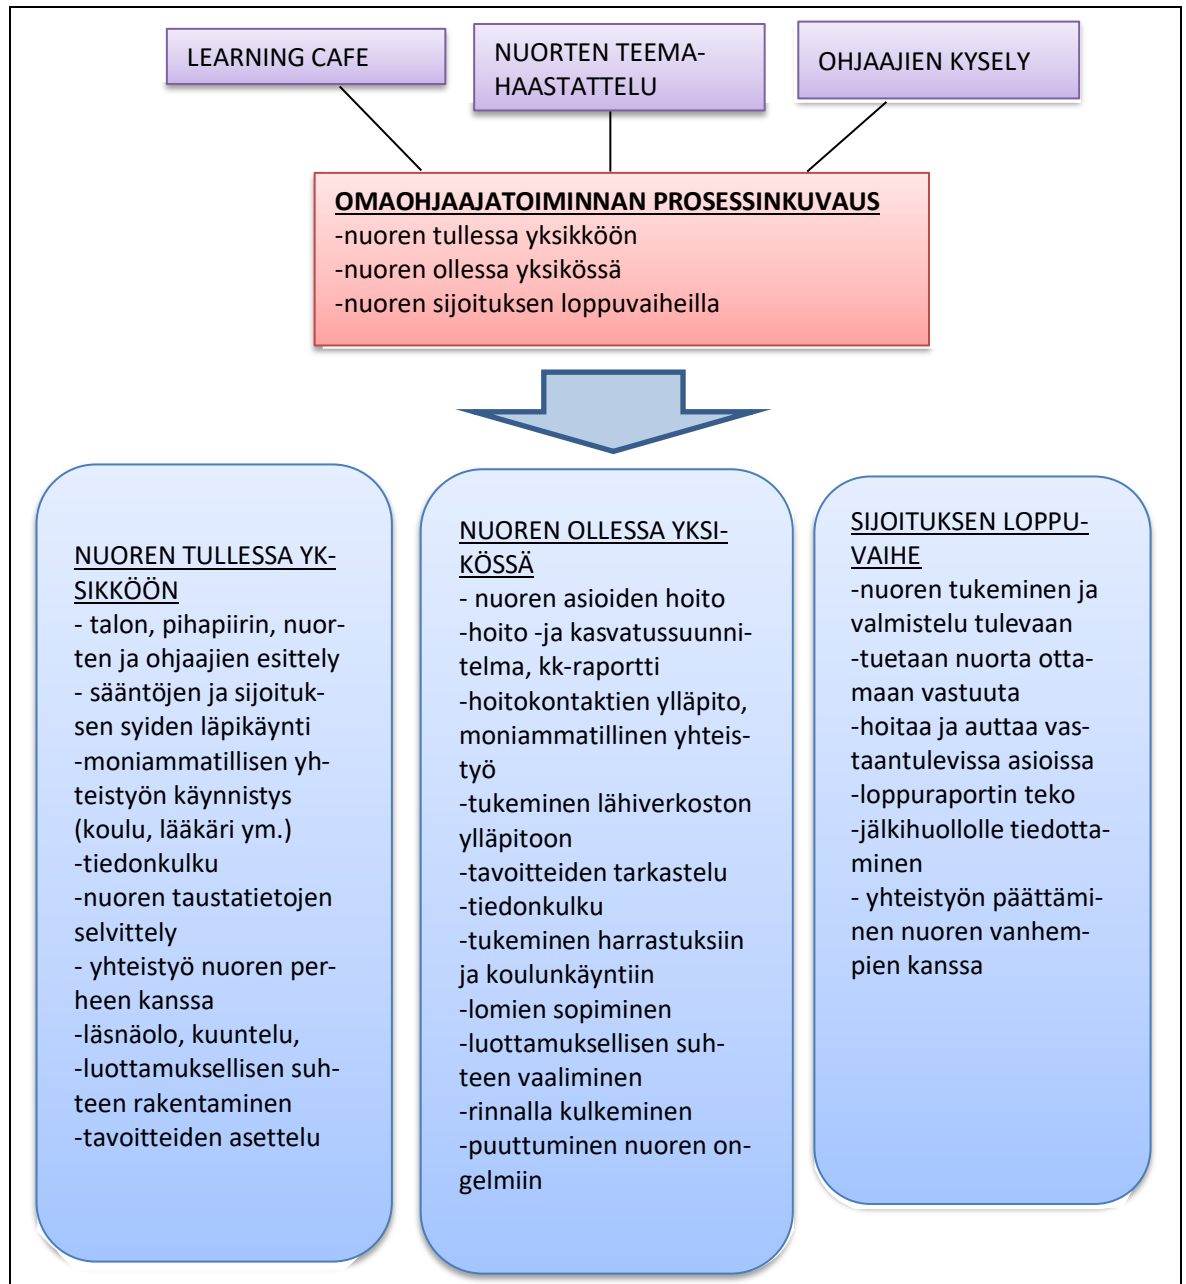 LEARNING CAFE
NUORTEN TEEMA-
HAASTATTELU
OHJAAJIEN KYSELY
OMAOHJAAJATOIMINNAN PROSESSINKUVAUS
-nuoren tullessa yksikköön
-nuoren ollessa yksikössä
-nuoren sijoituksen loppuvaiheilla
NUOREN TULLESSA YK-
SIKKÖÖN
- talon, pihapiirin, nuor-
ten ja ohjaajien esittely
- sääntöjen ja sijoituk-
sen syiden läpikäynti
-moniammatillisen yh-
teistyön käynnistys
(koulu, lääkäri ym.)
-tiedonkulku
-nuoren taustatietojen
selvittely
- yhteistyö nuoren per-
heen kanssa
-läsnäolo, kuuntelu,
-luottamuksellisen suh-
teen rakentaminen
-tavoitteiden asettelu
NUOREN OLLESSA YKSI-
KÖSSÄ
- nuoren asioiden hoito
-hoito -ja kasvatussuunni-
telma, kk-raportti
-hoitokontaktien ylläpito,
moniammatillinen yhteis-
työ
-tukeminen lähiverkoston
ylläpitoon
-tavoitteiden tarkastelu
-tiedonkulku
-tukeminen harrastuksiin
ja koulunkäyntiin
-lomien sopiminen
-luottamuksellisen suh-
teen vaaliminen
-rinnalla kulkeminen
-puuttuminen nuoren on-
gelmiin
SIJOITUKSEN LOPPU-
VAIHE
-nuoren tukeminen ja
valmistelu tulevaan
-tuetaan nuorta otta-
maan vastuuta
-hoitaa ja auttaa vas-
taantulevissa asioissa
-loppuraportin teko
-jälkihuollolle tiedotta-
minen
- yhteistyön päättämi-
nen nuoren vanhem-
pien kanssa